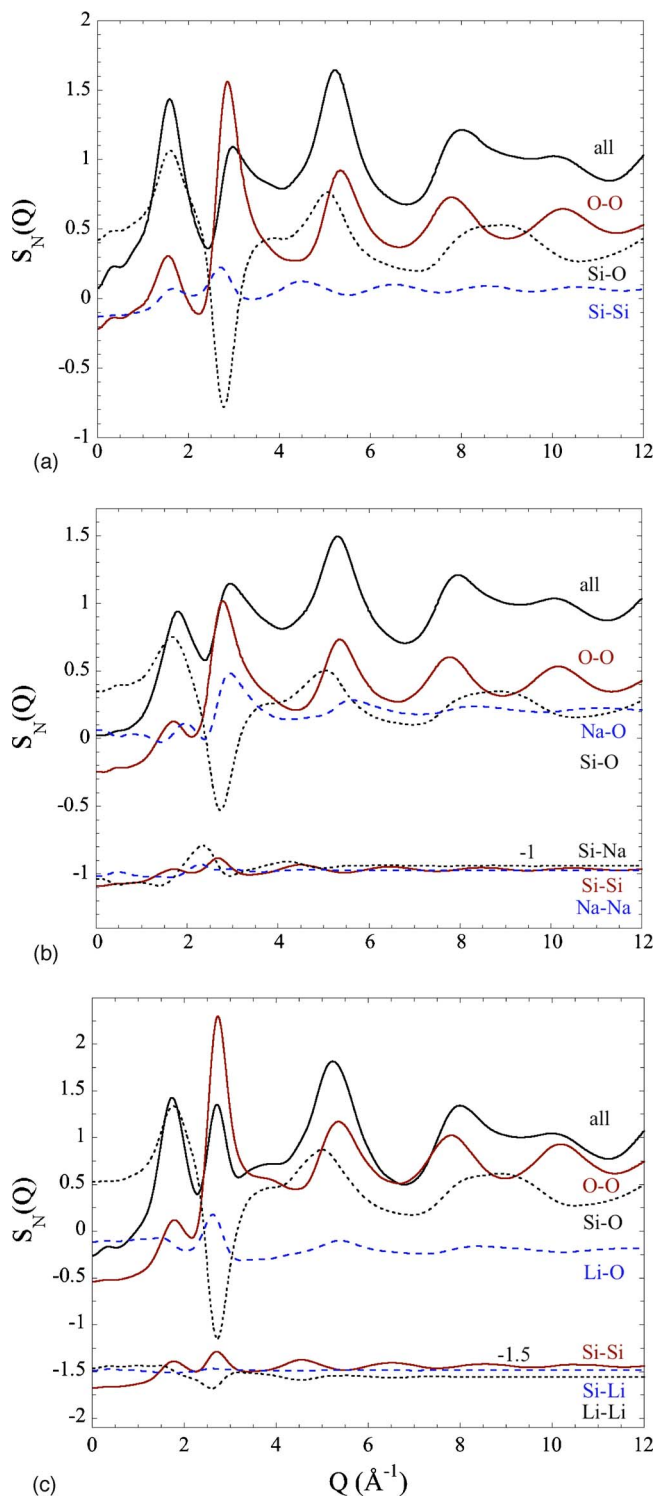 2
1.5
1
0.5
0
-0.5
-1
S_N(Q)
all
O-O
Si-O
Si-Si
0 2 4 6 8 10 12
(a)
1.5
1
0.5
0
-0.5
-1
S_N(Q)
all
O-O
Na-O
Si-O
-1
Si-Na
Si-Si
Na-Na
0 2 4 6 8 10 12
(b)
2
1.5
1
0.5
0
-0.5
-1
-1.5
-2
S_N(Q)
all
O-O
Si-O
Li-O
-1.5
Si-Si
Si-Li
Li-Li
0 2 4 6 8 10 12
(c)
Q (Å⁻¹)